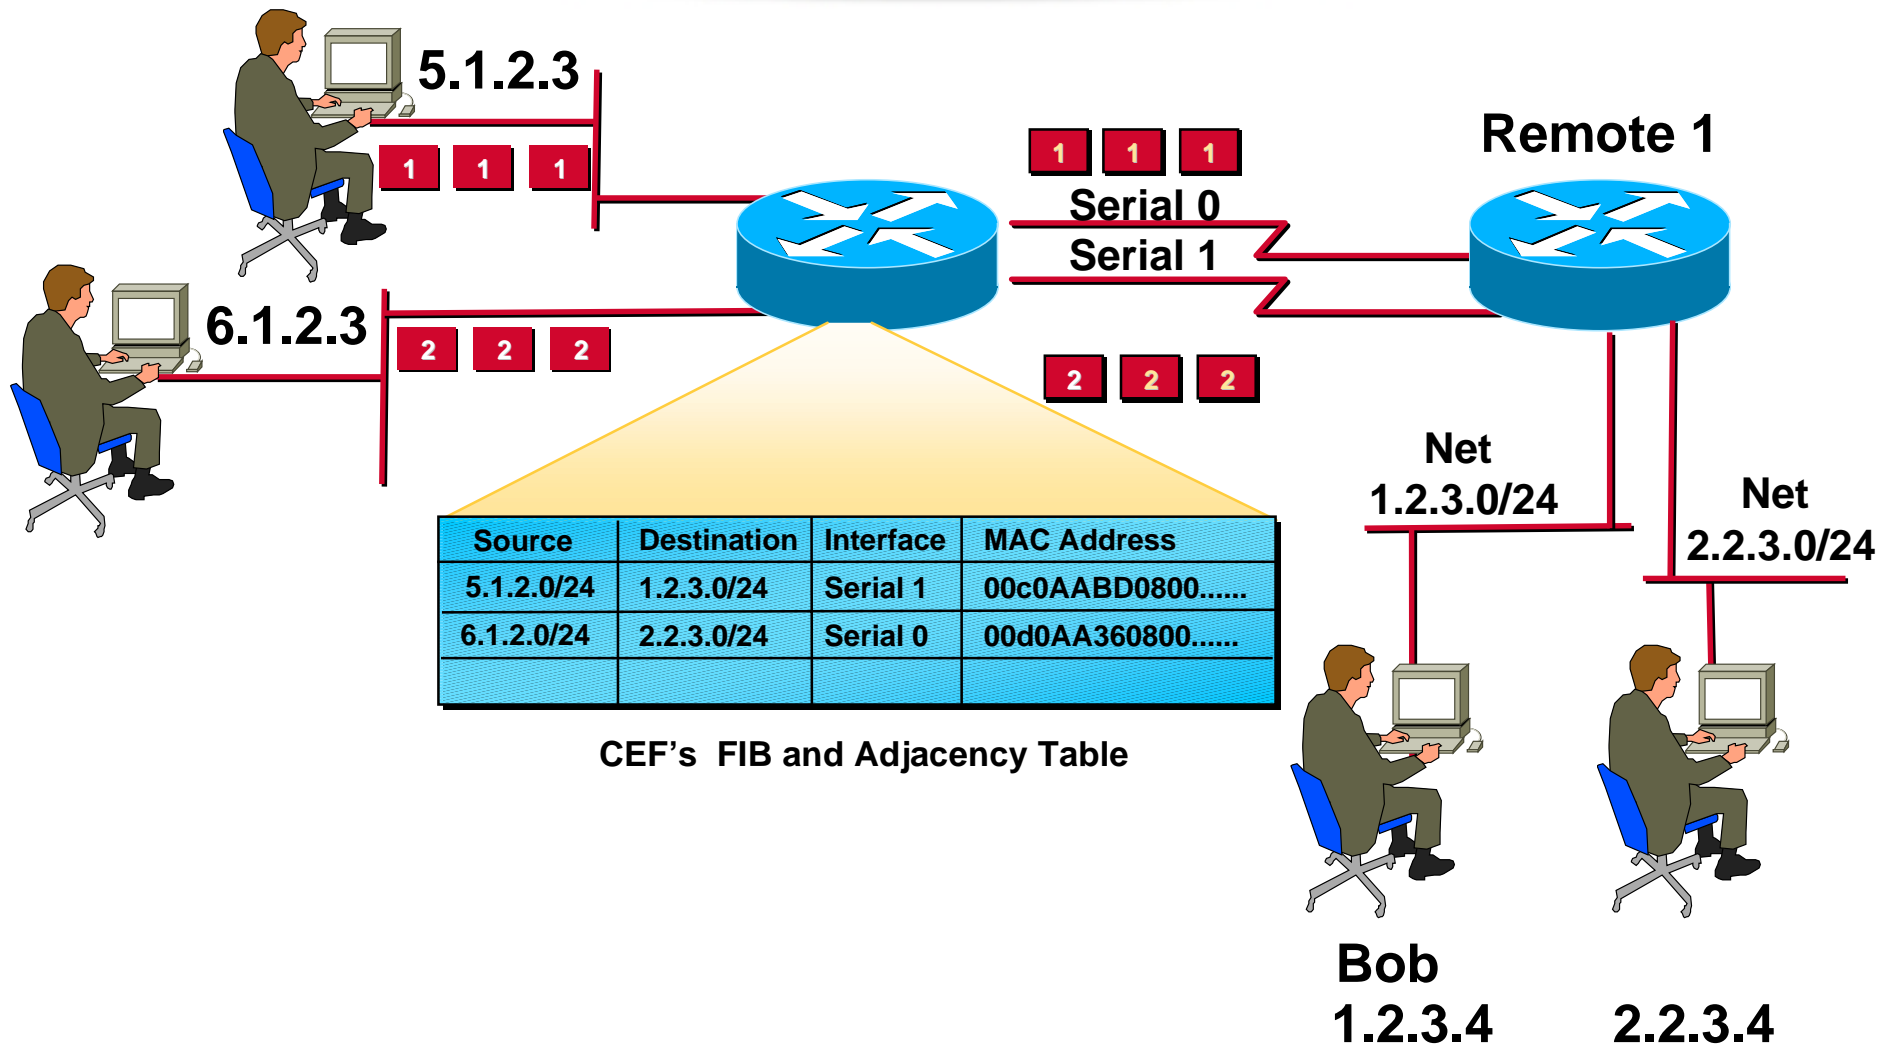 5.1.2.3
1 1 1
6.1.2.3
2 2 2
1 1 1
Serial 0
Serial 1
2 2 2
Remote 1
Net
1.2.3.0/24
Net
2.2.3.0/24
Source Destination Interface MAC Address
5.1.2.0/24 1.2.3.0/24 Serial 1 00c0AABD0800......
6.1.2.0/24 2.2.3.0/24 Serial 0 00d0AA360800......
CEF’s FIB and Adjacency Table
Bob
1.2.3.4
2.2.3.4